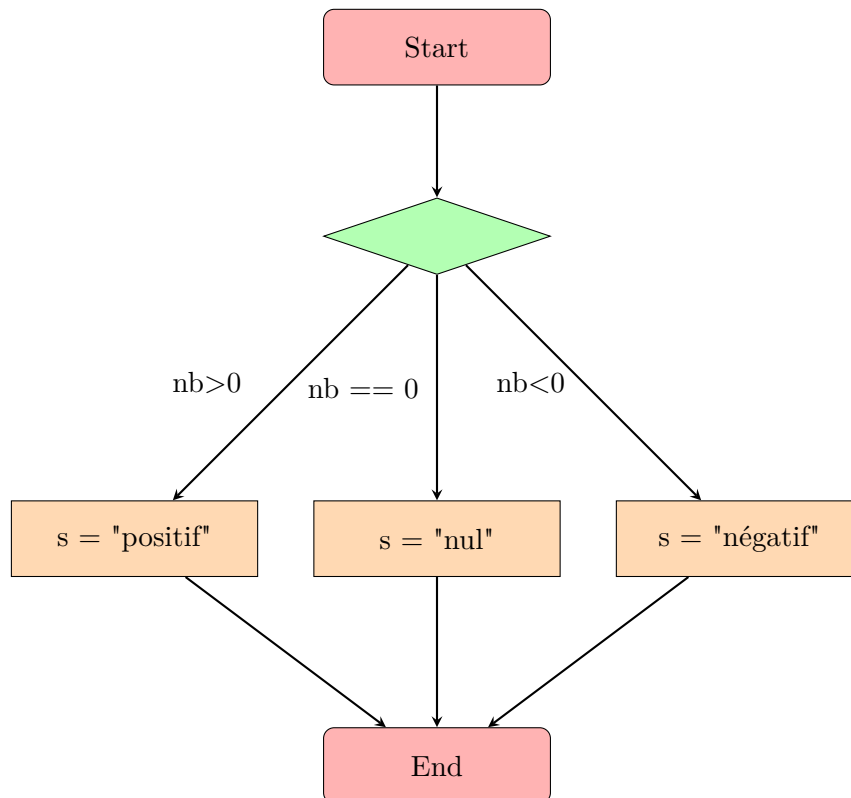 Start
nb>0
nb == 0
nb<0
s = "positif"
s = "nul"
s = "négatif"
End